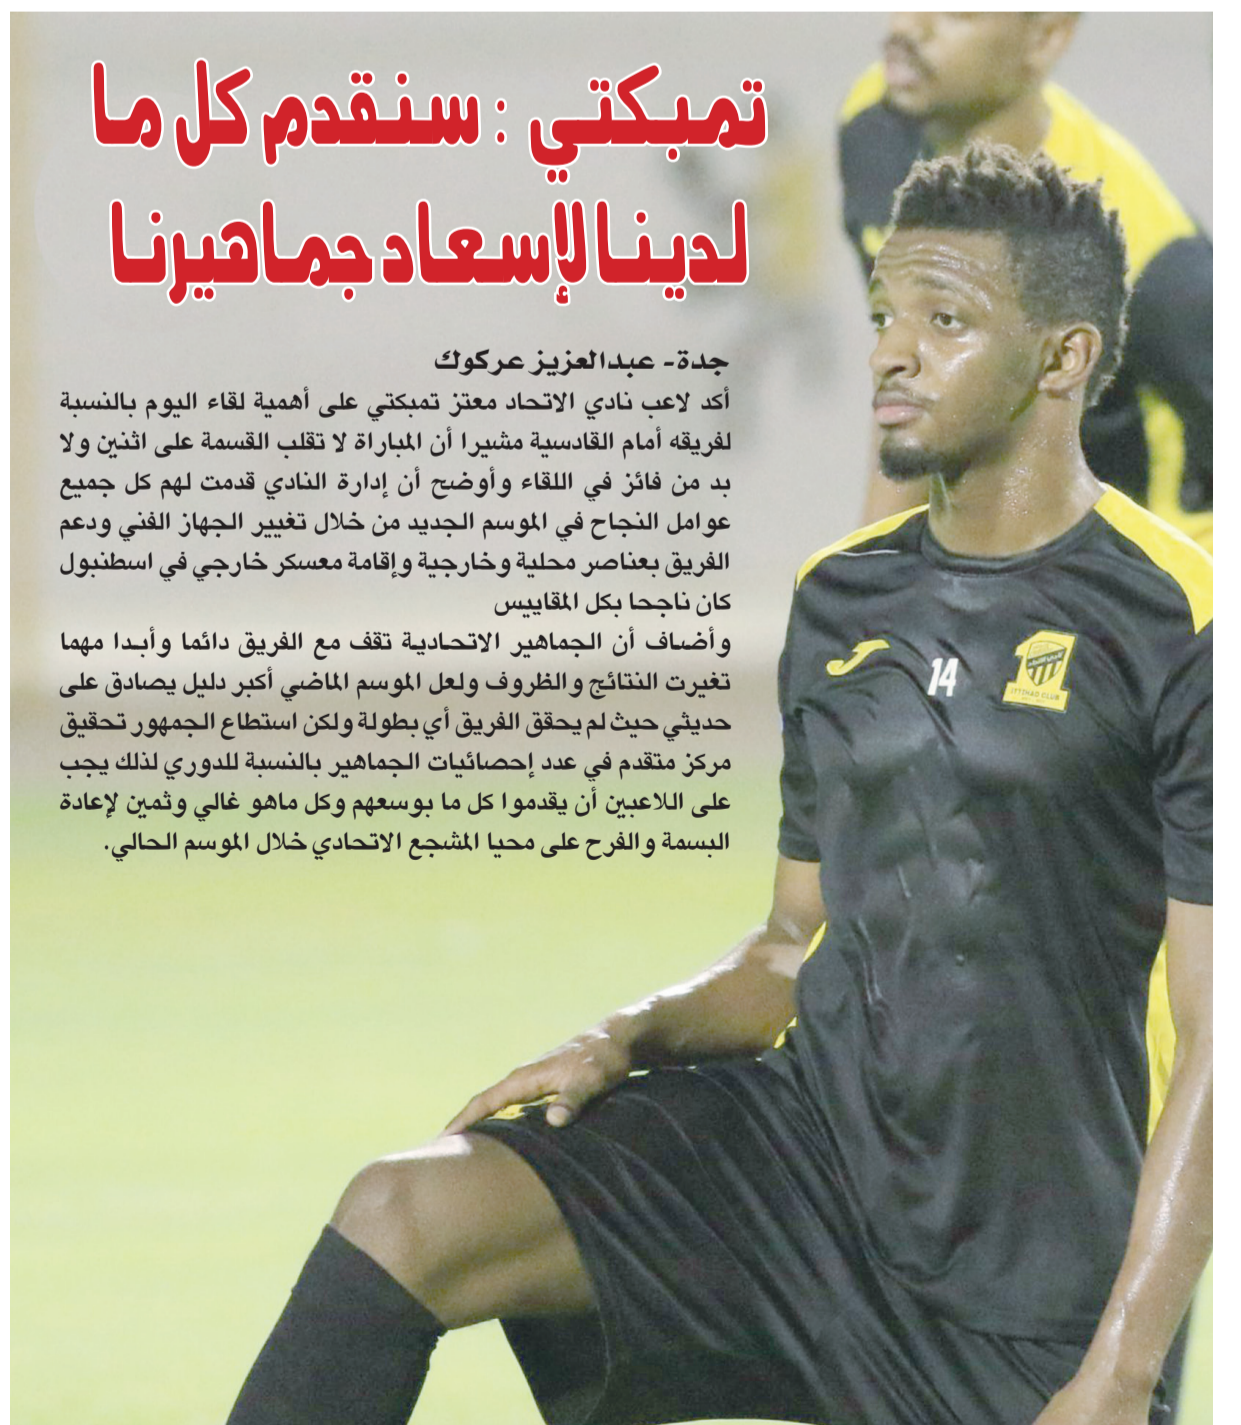 تمبكتي : سنقدم كل ما
لدينا لإسعاد جماهيرنا
جدة- عبدالعزيز عركوك
أكد لاعب نادي الاتحاد معتز تمبكتي على أهمية لقاء اليوم بالنسبة
لفريقه أمام القادسية مشيرا أن المباراة لا تقلب القسمة على اثنين ولا
بد من فائز في اللقاء وأوضح أن إدارة النادي قدمت لهم كل جميع
عوامل النجاح في الموسم الجديد من خلال تغيير الجهاز الفني ودعم
الفريق بعناصر محلية وخارجية وإقامة معسكر خارجي في اسطنبول
كان ناجحا بكل المقاييس
وأضاف أن الجماهير الاتحادية تقف مع الفريق دائما وأبدا مهما
تغيرت النتائج والظروف ولعل الموسم الماضي أكبر دليل يصادق على
حديثي حيث لم يحقق الفريق أي بطولة ولكن استطاع الجمهور تحقيق
مركز متقدم في عدد إحصائيات الجماهير بالنسبة للدوري لذلك يجب
على اللاعبين أن يقدموا كل ما بوسعهم وكل ماهو غالي وثمين لإعادة
البسمة والفرح على محيا المشجع الاتحادي خلال الموسم الحالي.
14
ITTIHAD CLUB